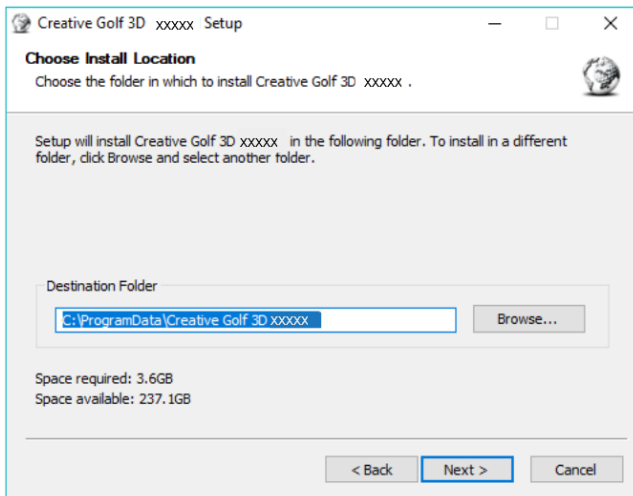 Creative Golf 3D xxxxx Setup
Choose Install Location
Choose the folder in which to install Creative Golf 3D xxxxx .
Setup will install Creative Golf 3D xxxxx in the following folder. To install in a different
folder, click Browse and select another folder.
Destination Folder
C:\ProgramData\Creative Golf 3D xxxxx
Browse...
Space required: 3.6GB
Space available: 237.1GB
< Back Next > Cancel